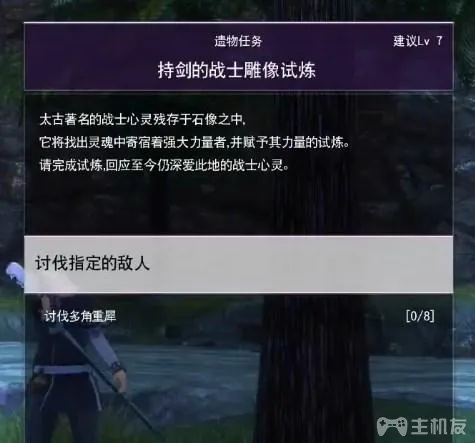 遗物任务
建议Lv 7
持剑的战士雕像试炼
太古著名的战士心灵残存于石像之中,
它将找出灵魂中寄宿着强大力量者,并赋予其力量的试炼。
请完成试炼,回应至今仍深爱此地的战士心灵。
讨伐指定的敌人
讨伐多角重犀
[0/8]
主机友